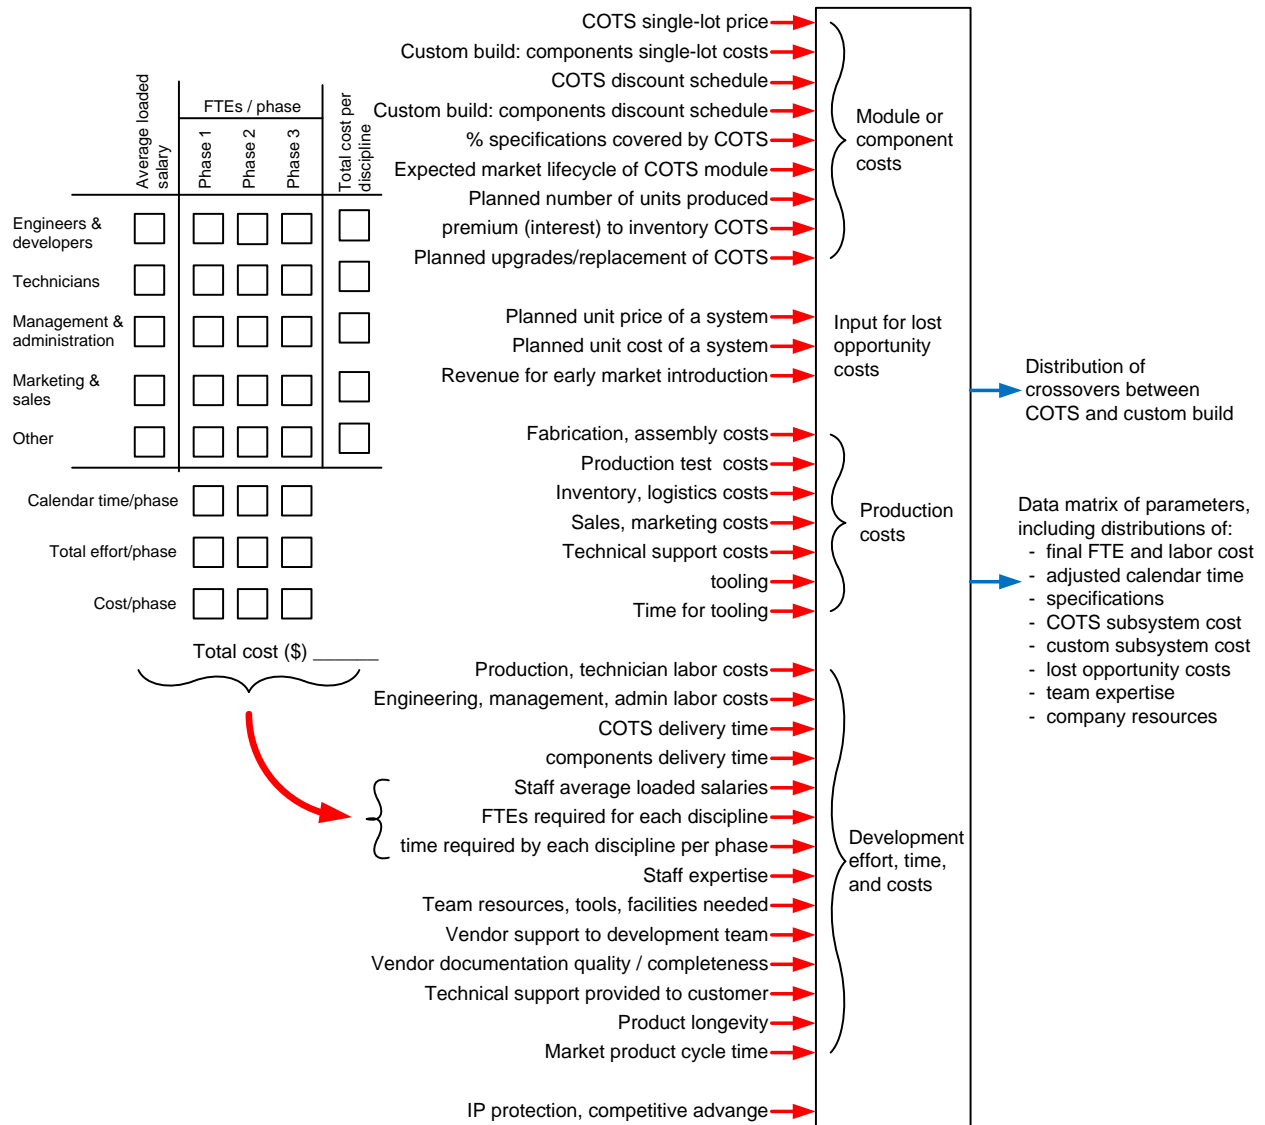 Average loaded
salary
FTEs / phase
Phase 1
Phase 2
Phase 3
Total cost per
discipline
Engineers &
developers
Technicians
Management &
administration
Marketing &
sales
Other
Calendar time/phase
Total effort/phase
Cost/phase
Total cost ($) ______
COTS single-lot price
Custom build: components single-lot costs
COTS discount schedule
Custom build: components discount schedule
% specifications covered by COTS
Expected market lifecycle of COTS module
Planned number of units produced
premium (interest) to inventory COTS
Planned upgrades/replacement of COTS
Module or
component
costs
Planned unit price of a system
Planned unit cost of a system
Revenue for early market introduction
Input for lost
opportunity
costs
Fabrication, assembly costs
Production test costs
Inventory, logistics costs
Sales, marketing costs
Technical support costs
tooling
Time for tooling
Production
costs
Production, technician labor costs
Engineering, management, admin labor costs
COTS delivery time
components delivery time
Staff average loaded salaries
FTEs required for each discipline
time required by each discipline per phase
Staff expertise
Team resources, tools, facilities needed
Vendor support to development team
Vendor documentation quality / completeness
Technical support provided to customer
Product longevity
Market product cycle time
Development
effort, time,
and costs
IP protection, competitive advange
Distribution of
crossovers between
COTS and custom build
Data matrix of parameters,
including distributions of:
- final FTE and labor cost
- adjusted calendar time
- specifications
- COTS subsystem cost
- custom subsystem cost
- lost opportunity costs
- team expertise
- company resources